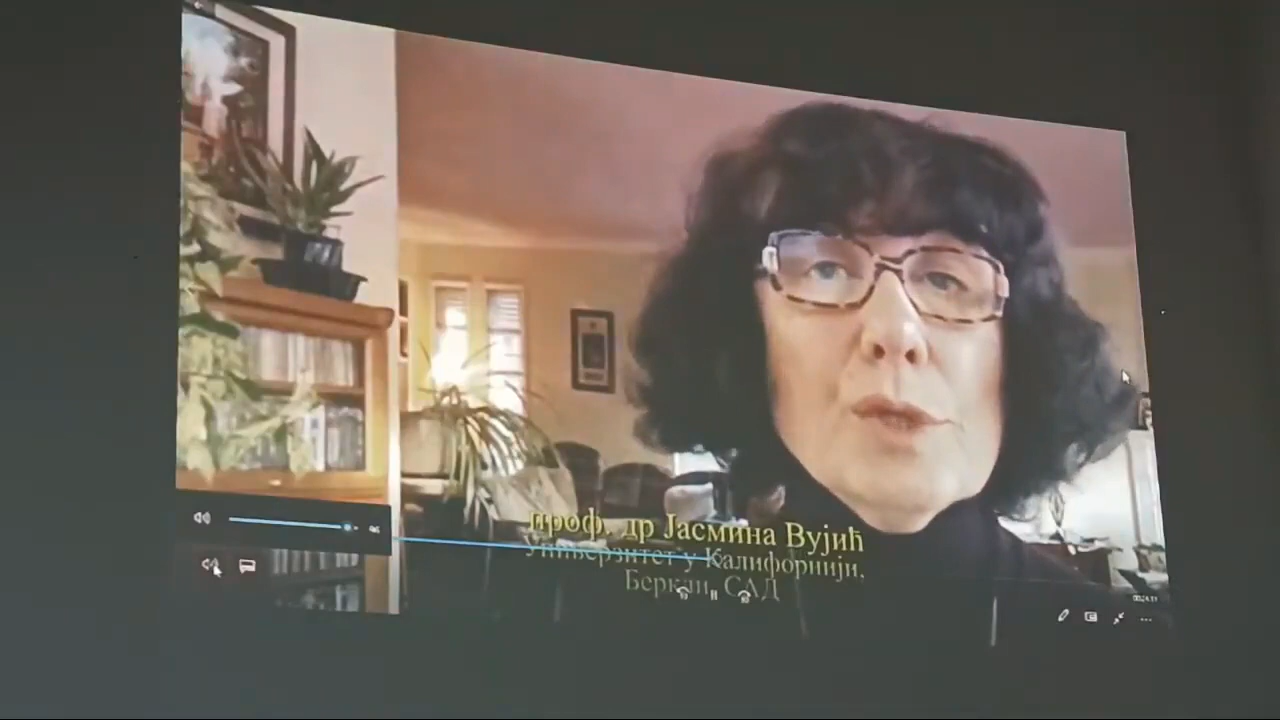 проф. др Јасмина Вујић
Универзитет у Калифорнији,
Беркли, САД